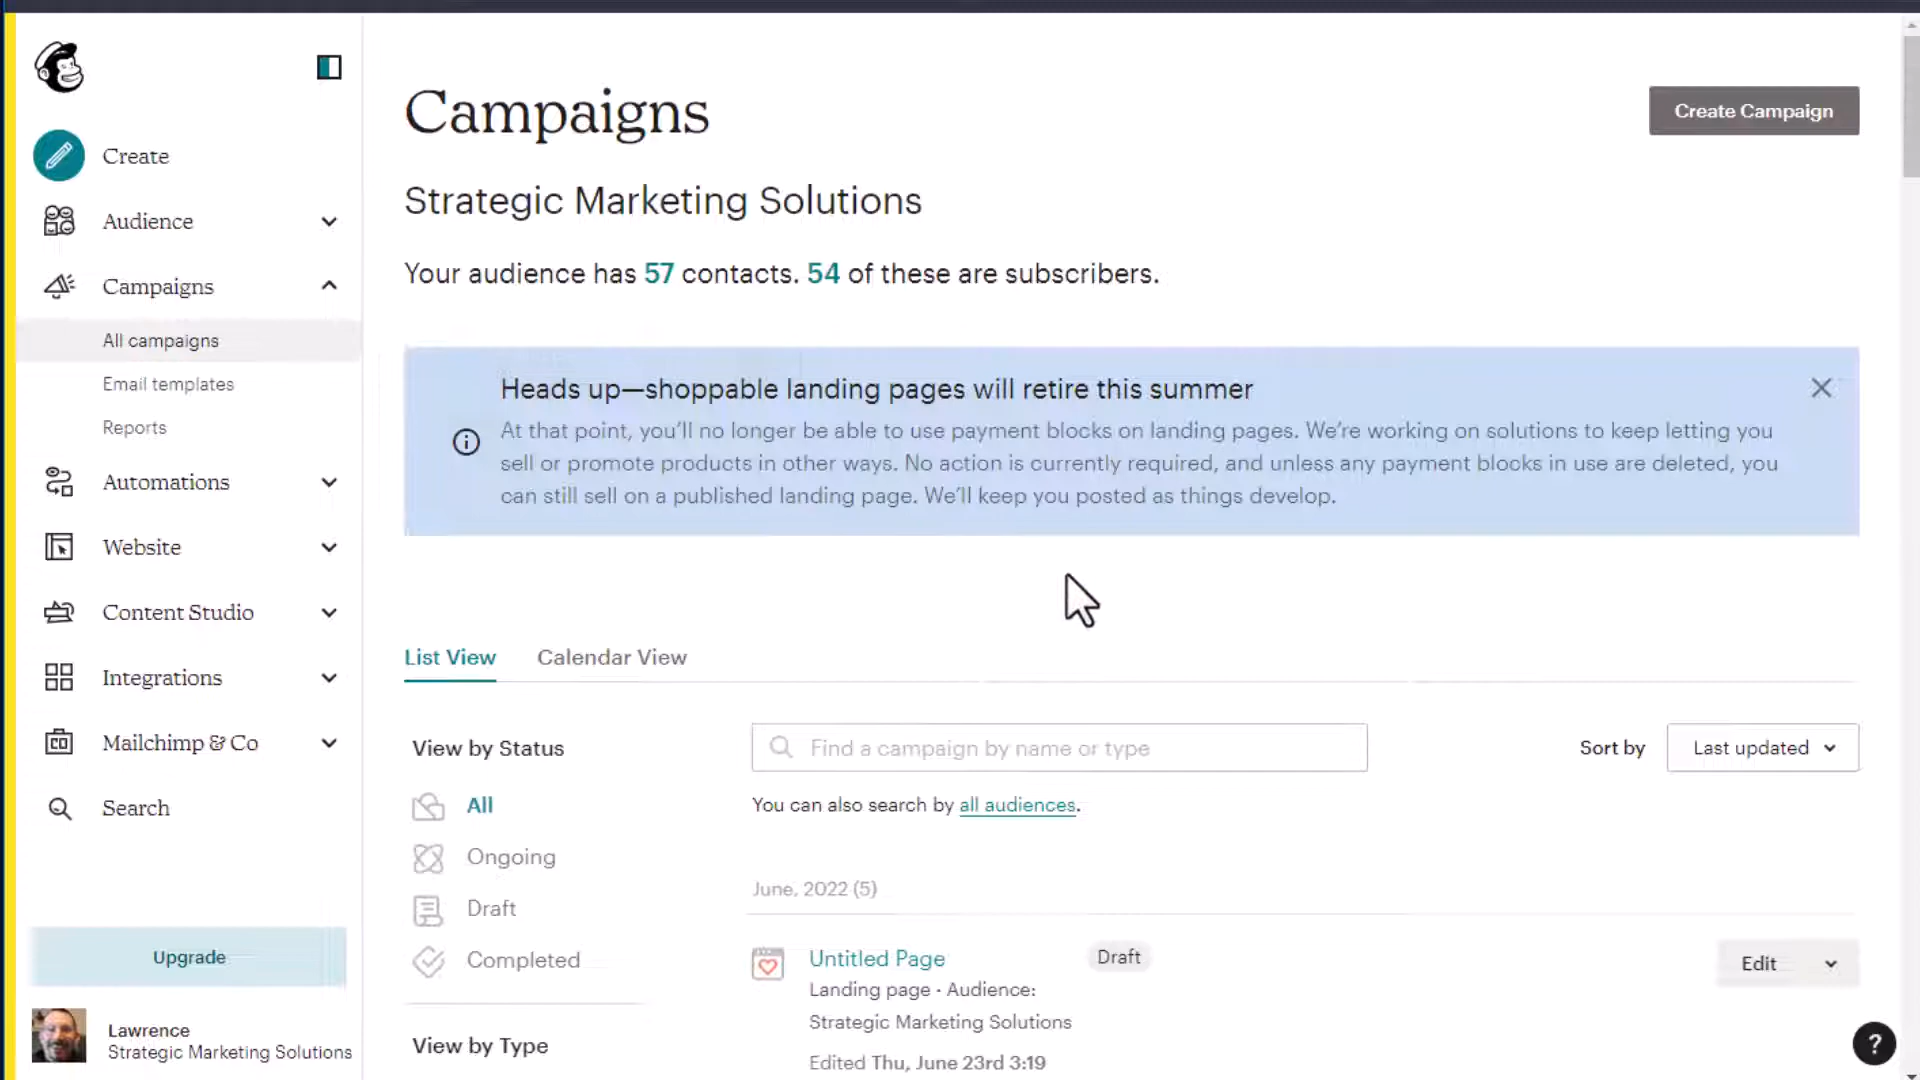 Create
Audience
Campaigns
All campaigns
Email templates
Reports
Automations
Website
Content Studio
Integrations
Mailchimp & Co
Search
Upgrade
Lawrence
Strategic Marketing Solutions
Campaigns
Create Campaign
Strategic Marketing Solutions
Your audience has 57 contacts. 54 of these are subscribers.
Heads up—shoppable landing pages will retire this summer
At that point, you'll no longer be able to use payment blocks on landing pages. We're working on solutions to keep letting you
sell or promote products in other ways. No action is currently required, and unless any payment blocks in use are deleted, you
can still sell on a published landing page. We'll keep you posted as things develop.
List View
Calendar View
View by Status
All
Ongoing
Draft
Completed
View by Type
Find a campaign by name or type
Sort by
Last updated
You can also search by all audiences.
June, 2022 (5)
Untitled Page
Draft
Edit
Landing page · Audience:
Strategic Marketing Solutions
Edited Thu, June 23rd 3:19
?